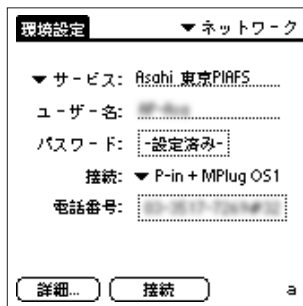 環境設定 ▼ネットワーク
▼ サービス: Asahi 東京PIAFS
ユーザー名:
パスワード: -設定済み-
接続: ▼ P-in + MPlug OS1
電話番号:
詳細... 接続 a